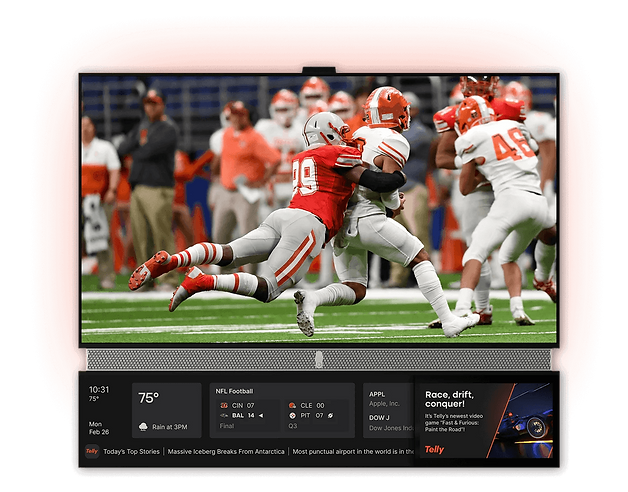 99
46
10:31
75°
Mon
Feb 26
75°
Rain at 3PM
NFL Football
CIN 07
BAL 14
Final
CLE 00
PIT 07
Q3
APPL
Apple, Inc.
DOW J
Dow Jones Indu
Race, drift,
conquer!
It's Telly's newest video
game "Fast & Furious:
Paint the Road"!
Telly
Telly Today's Top Stories | Massive Iceberg Breaks From Antarctica | Most punctual airport in the world is in the